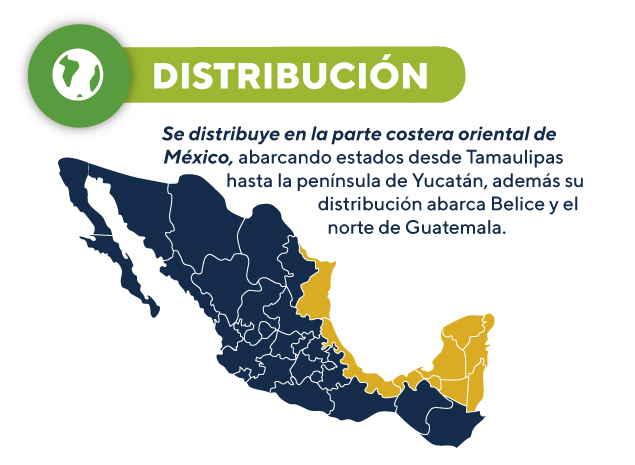 DISTRIBUCIÓN
Se distribuye en la parte costera oriental de
México, abarcando estados desde Tamaulipas
hasta la península de Yucatán, además su
distribución abarca Belice y el
norte de Guatemala.